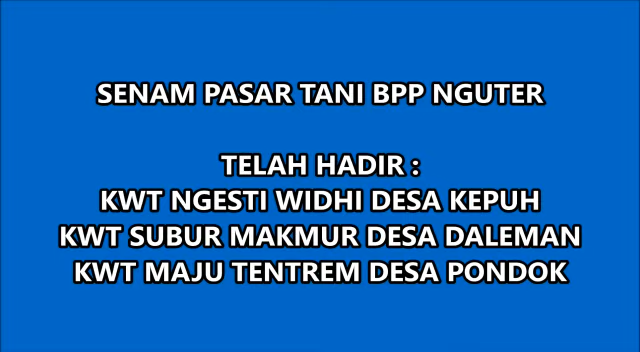 SENAM PASAR TANI BPP NGUTER
TELAH HADIR :
KWT NGESTI WIDHI DESA KEPUH
KWT SUBUR MAKMUR DESA DALEMAN
KWT MAJU TENTREM DESA PONDOK